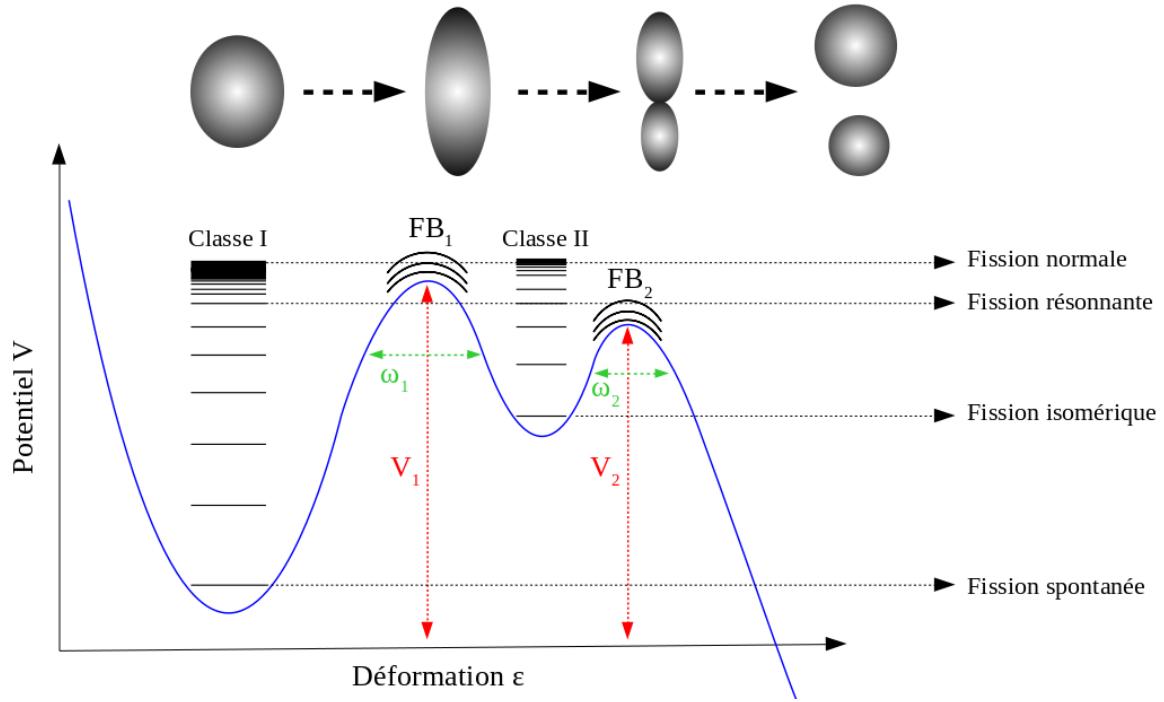 Classe I
FB₁
Classe II
FB₂
Fission normale
Fission résonnante
ω₁
ω₂
Fission isomérique
V₁
V₂
Fission spontanée
Potentiel V
Déformation ε